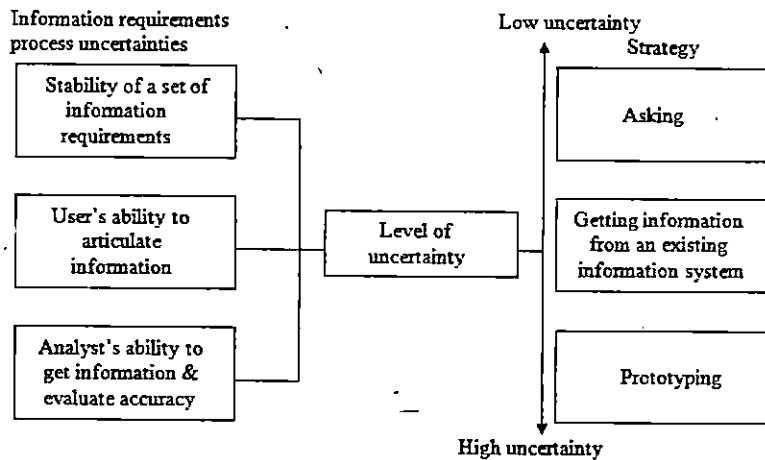 Information requirements
process uncertainties
Stability of a set of
information
requirements
User's ability to
articulate
information
Analyst's ability to
get information &
evaluate accuracy
Level of
uncertainty
Low uncertainty
Strategy
Asking
Getting information
from an existing
information system
Prototyping
High uncertainty